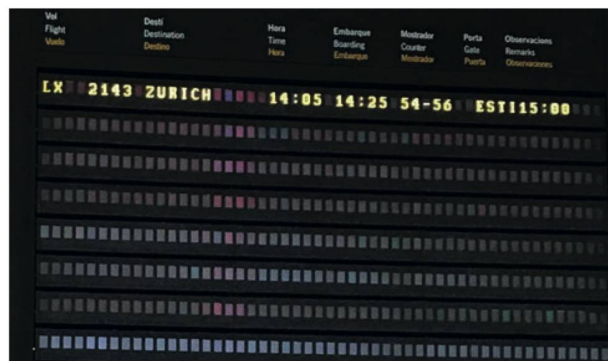 Vol Destí Hora Embarque Mostrador Porta Observacions
Flight Destination Time Boarding Counter Gate Remarks
Vuelo Destino Hora Embarque Mostrador Puerta Observaciones
LX 2143 ZURICH 14:05 14:25 54-56 ESTI15:00